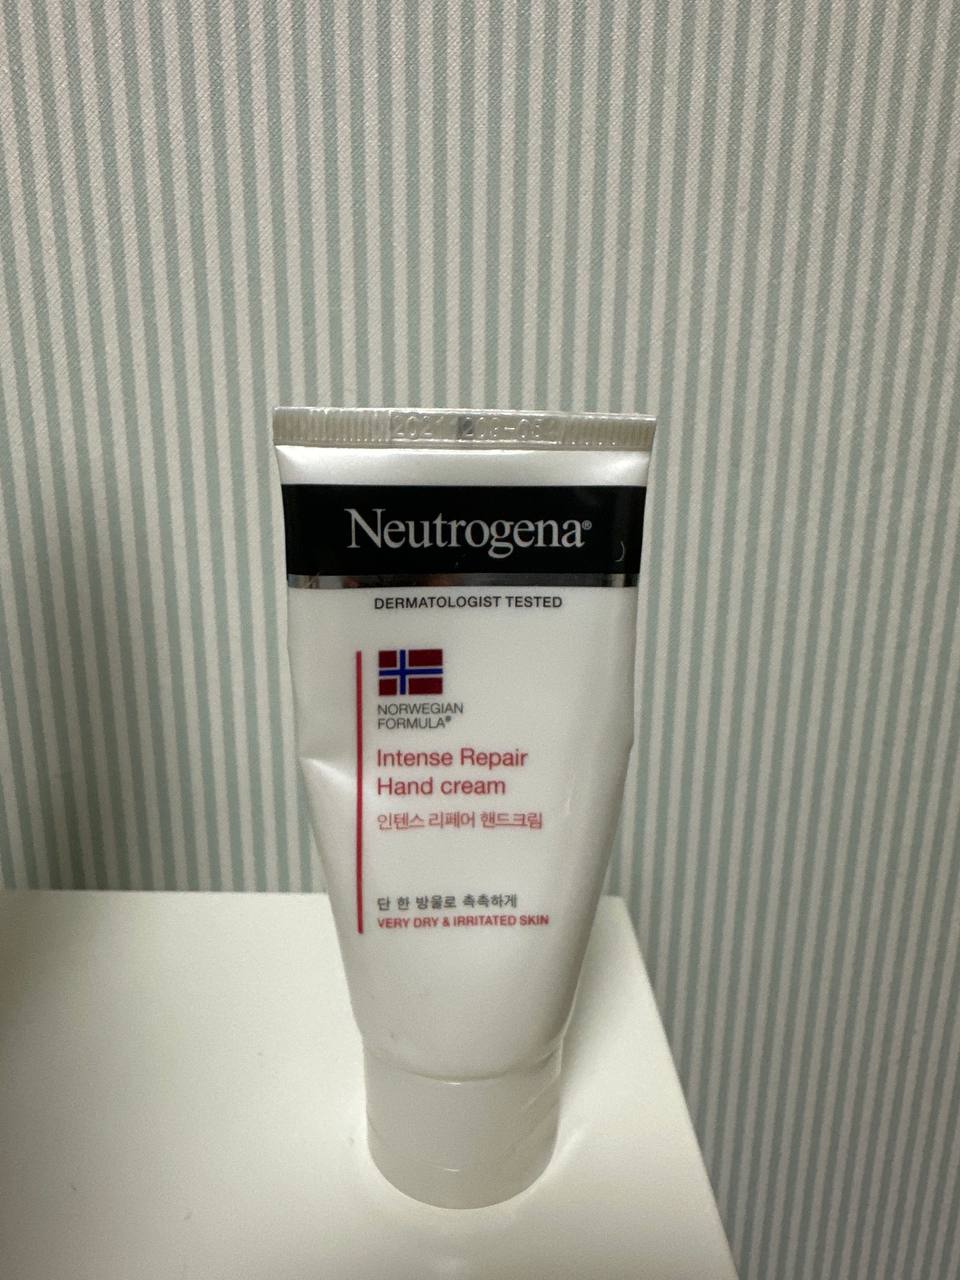 Neutrogena®
DERMATOLOGIST TESTED
NORWEGIAN
FORMULA®
Intense Repair
Hand cream
인텐스 리페어 핸드크림
단 한 방울로 촉촉하게
VERY DRY & IRRITATED SKIN